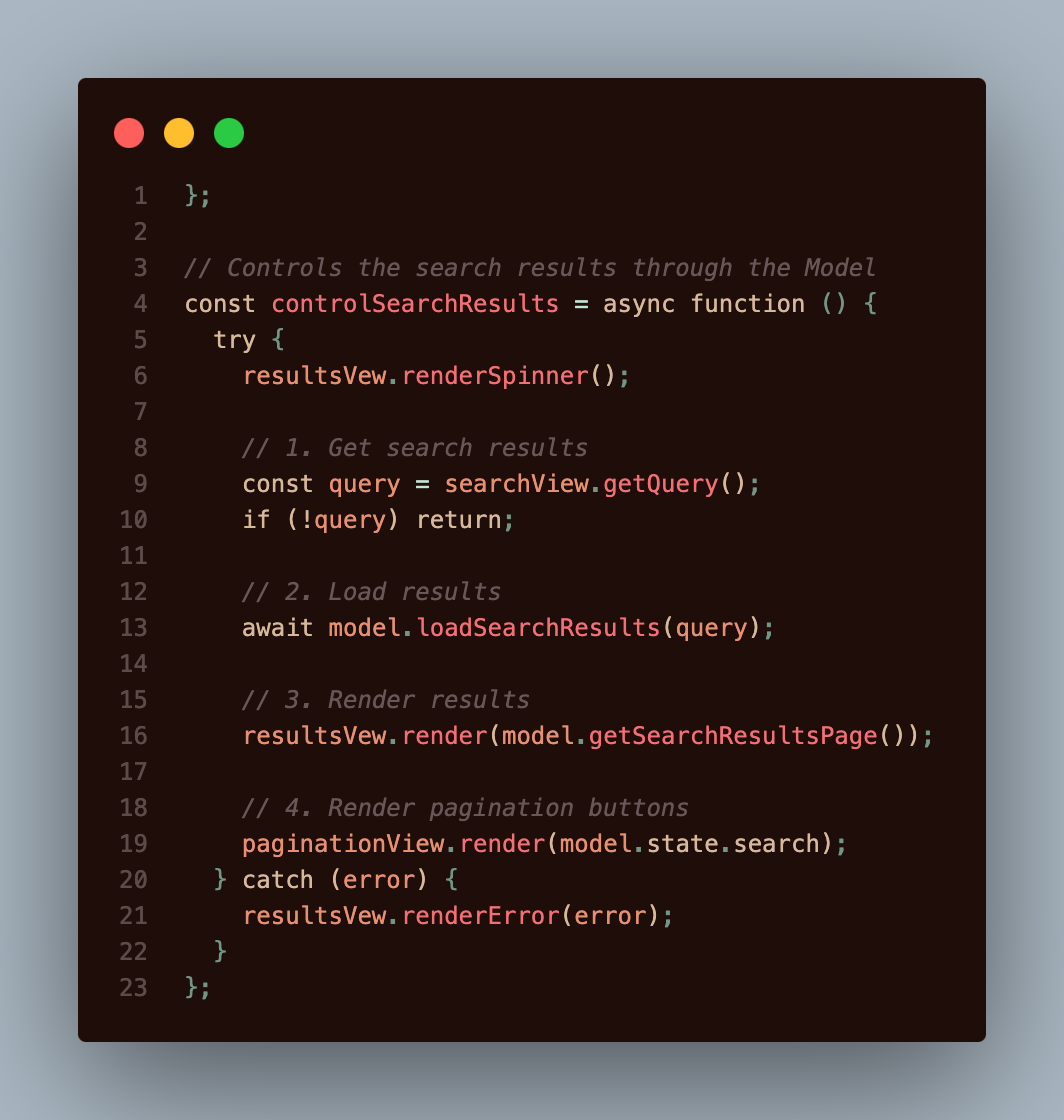 1 };
2
3 // Controls the search results through the Model
4 const controlSearchResults = async function () {
5   try {
6     resultsVew.renderSpinner();
7
8     // 1. Get search results
9     const query = searchView.getQuery();
10     if (!query) return;
11
12     // 2. Load results
13     await model.loadSearchResults(query);
14
15     // 3. Render results
16     resultsVew.render(model.getSearchResultsPage());
17
18     // 4. Render pagination buttons
19     paginationView.render(model.state.search);
20   } catch (error) {
21     resultsVew.renderError(error);
22   }
23 };